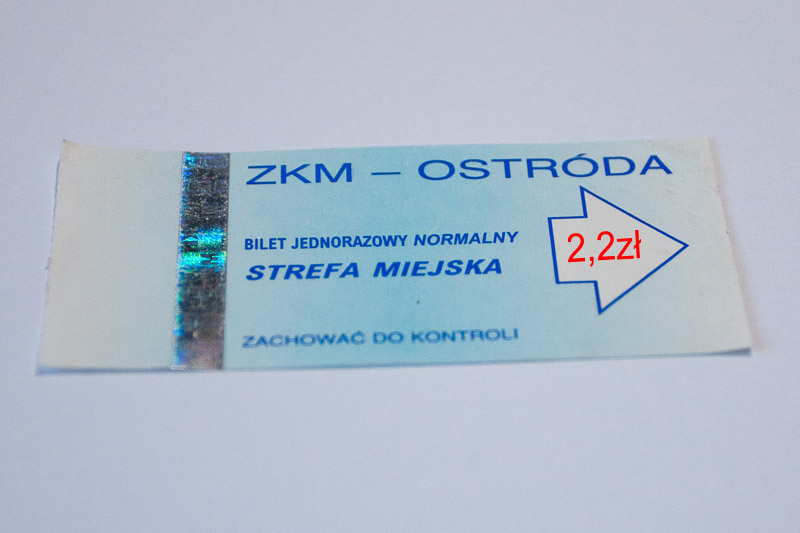 ZKM – OSTRÓDA
BILET JEDNORAZOWY NORMALNY
STREFA MIEJSKA
2,2zł
ZACHOWAĆ DO KONTROLI